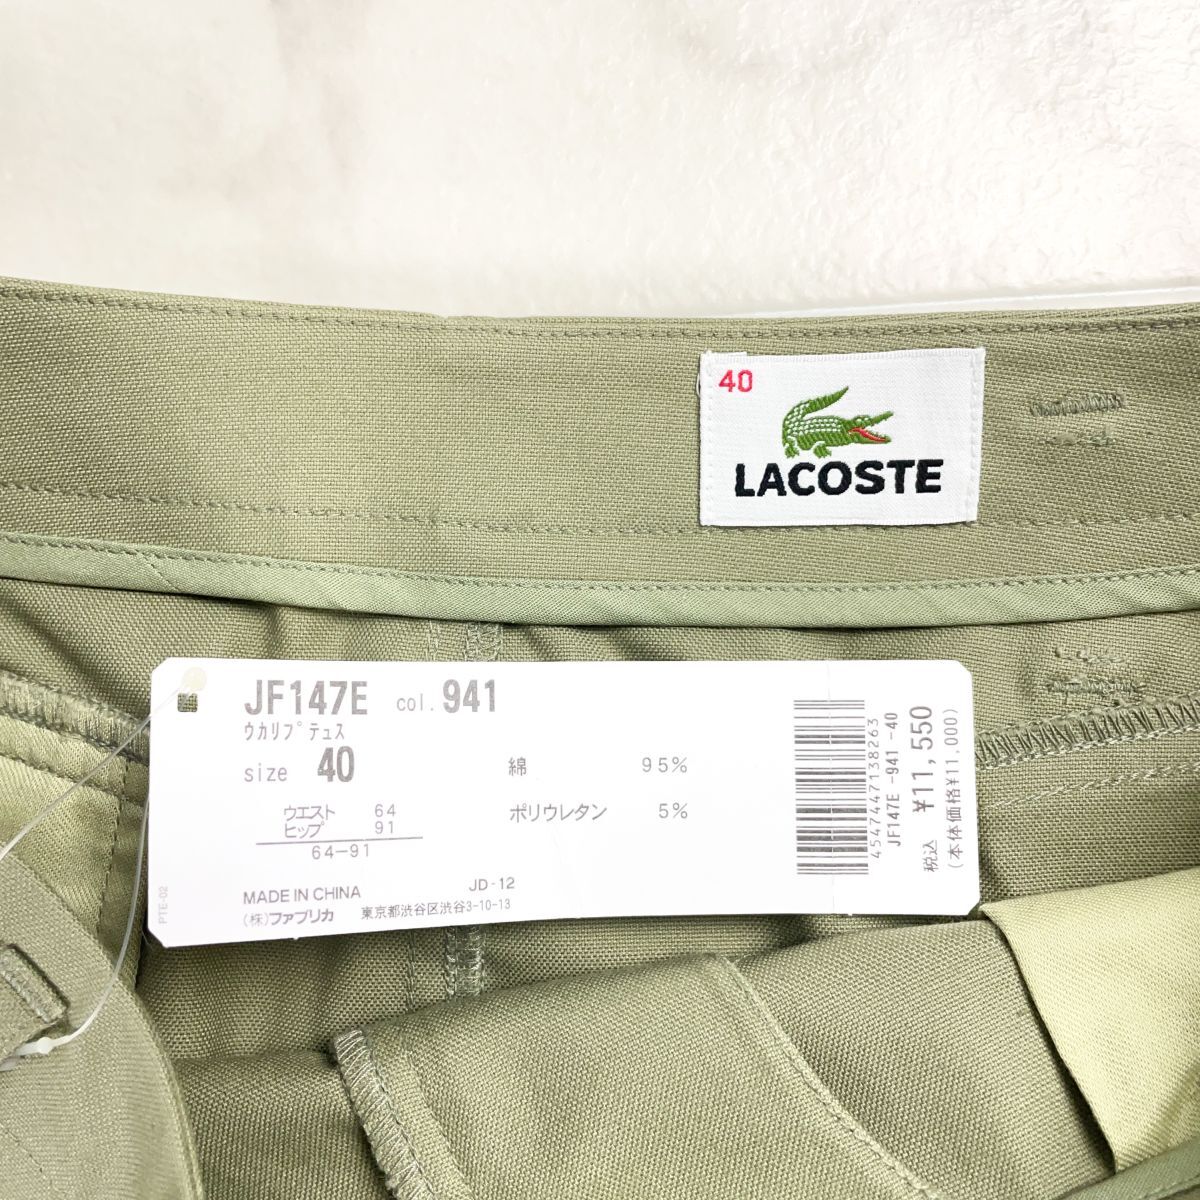 40
LACOSTE
JF147E col. 941
ウカリプテュス
size 40
綿 95%
ウエスト 64
ヒップ 91
64-91
ポリウレタン 5%
MADE IN CHINA JD-12
(株)ファブリカ 東京都渋谷区渋谷3-10-13
PTE-02
4547447138263
JF147E -941 -40
税込 ¥11,550
(本体価格¥11,000)